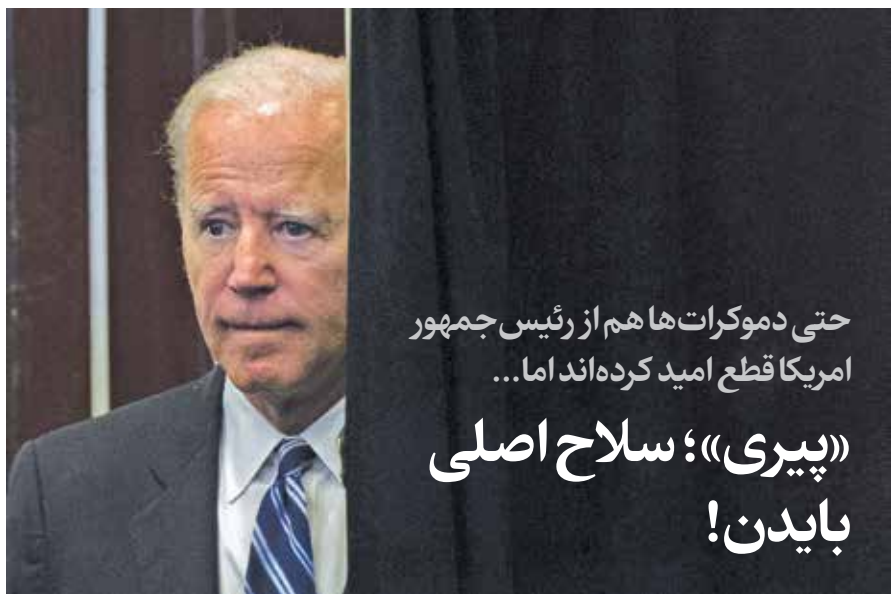 حتی دموکرات‌ها هم از رئیس‌جمهور
امریکا قطع امید کرده‌اند اما...
«پیری»؛ سلاح اصلی
بایدن!